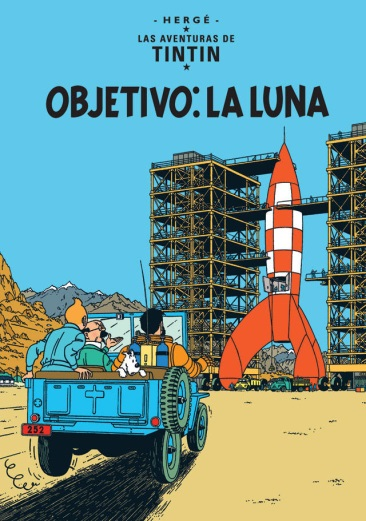 - HERGÉ -
LAS AVENTURAS DE
TINTIN
OBJETIVO: LA LUNA
252